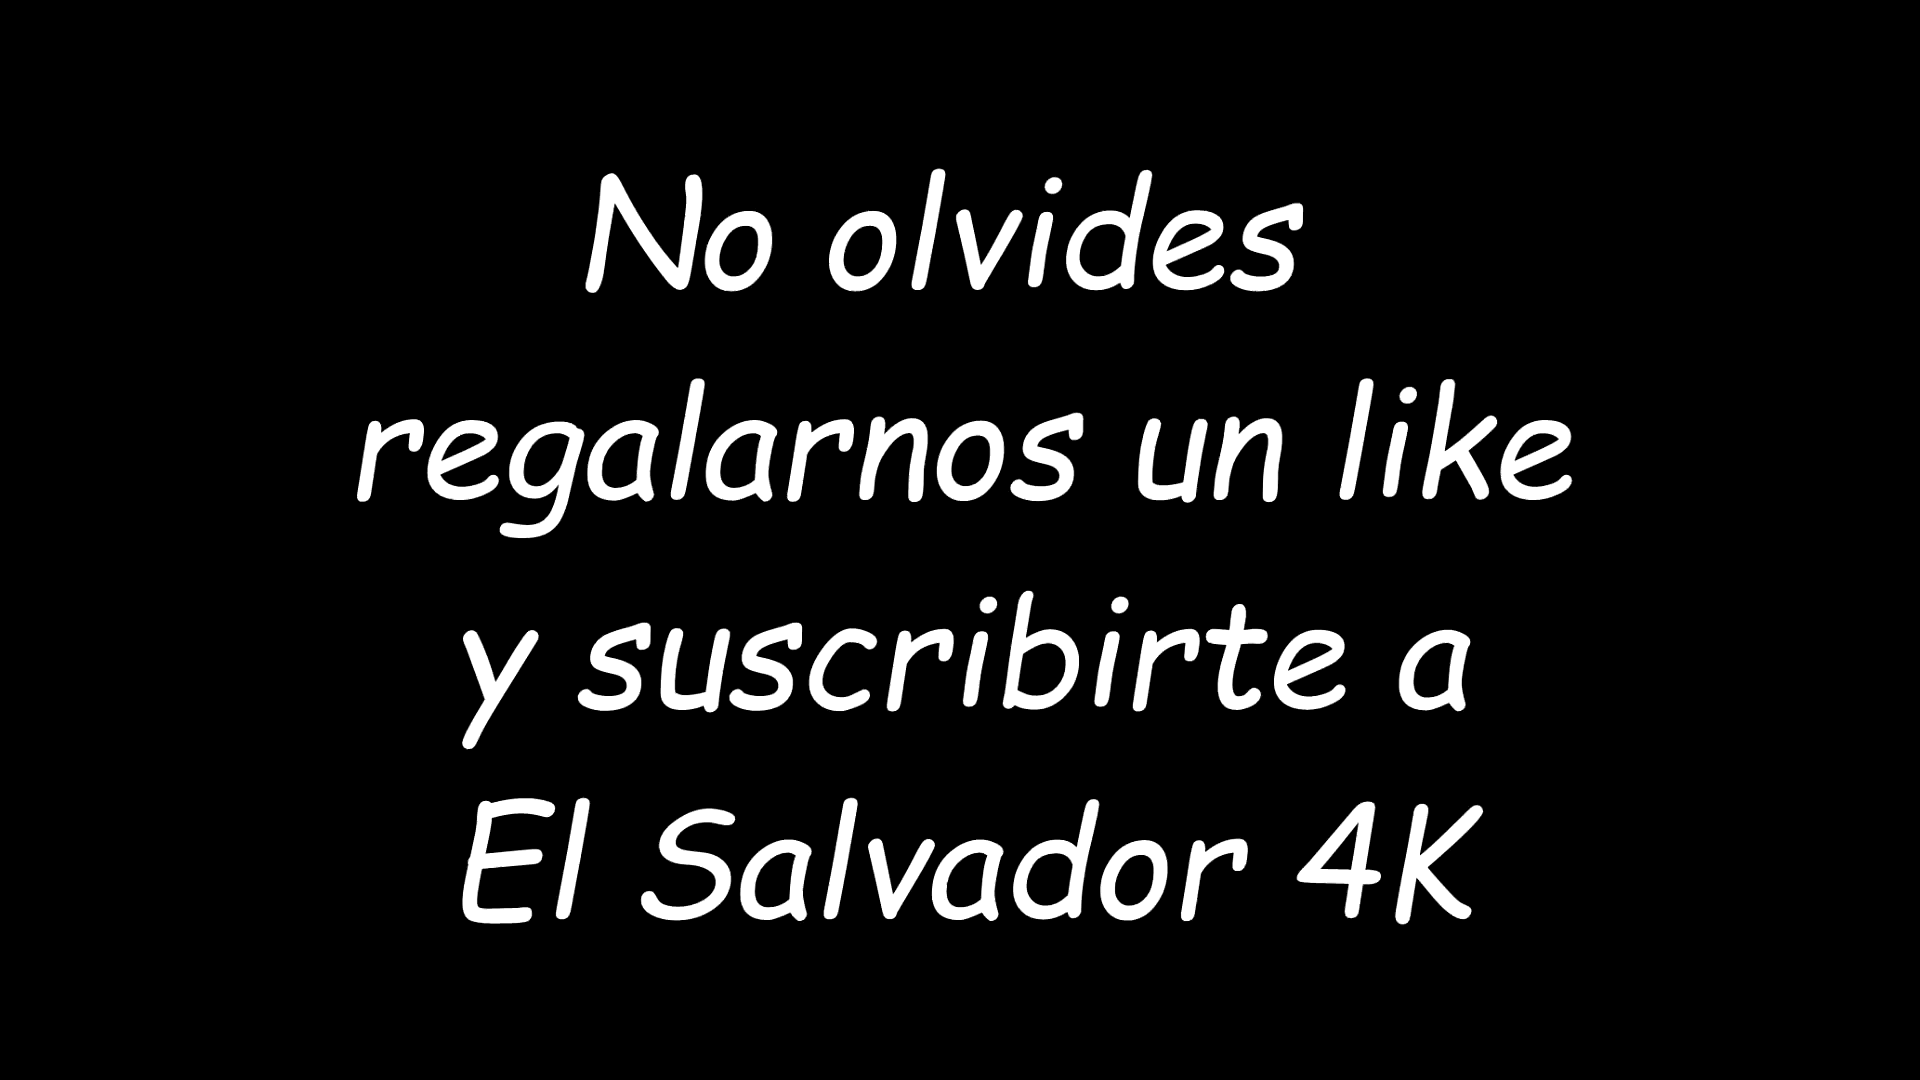 No olvides
regalarnos un like
y suscribirte a
El Salvador 4K